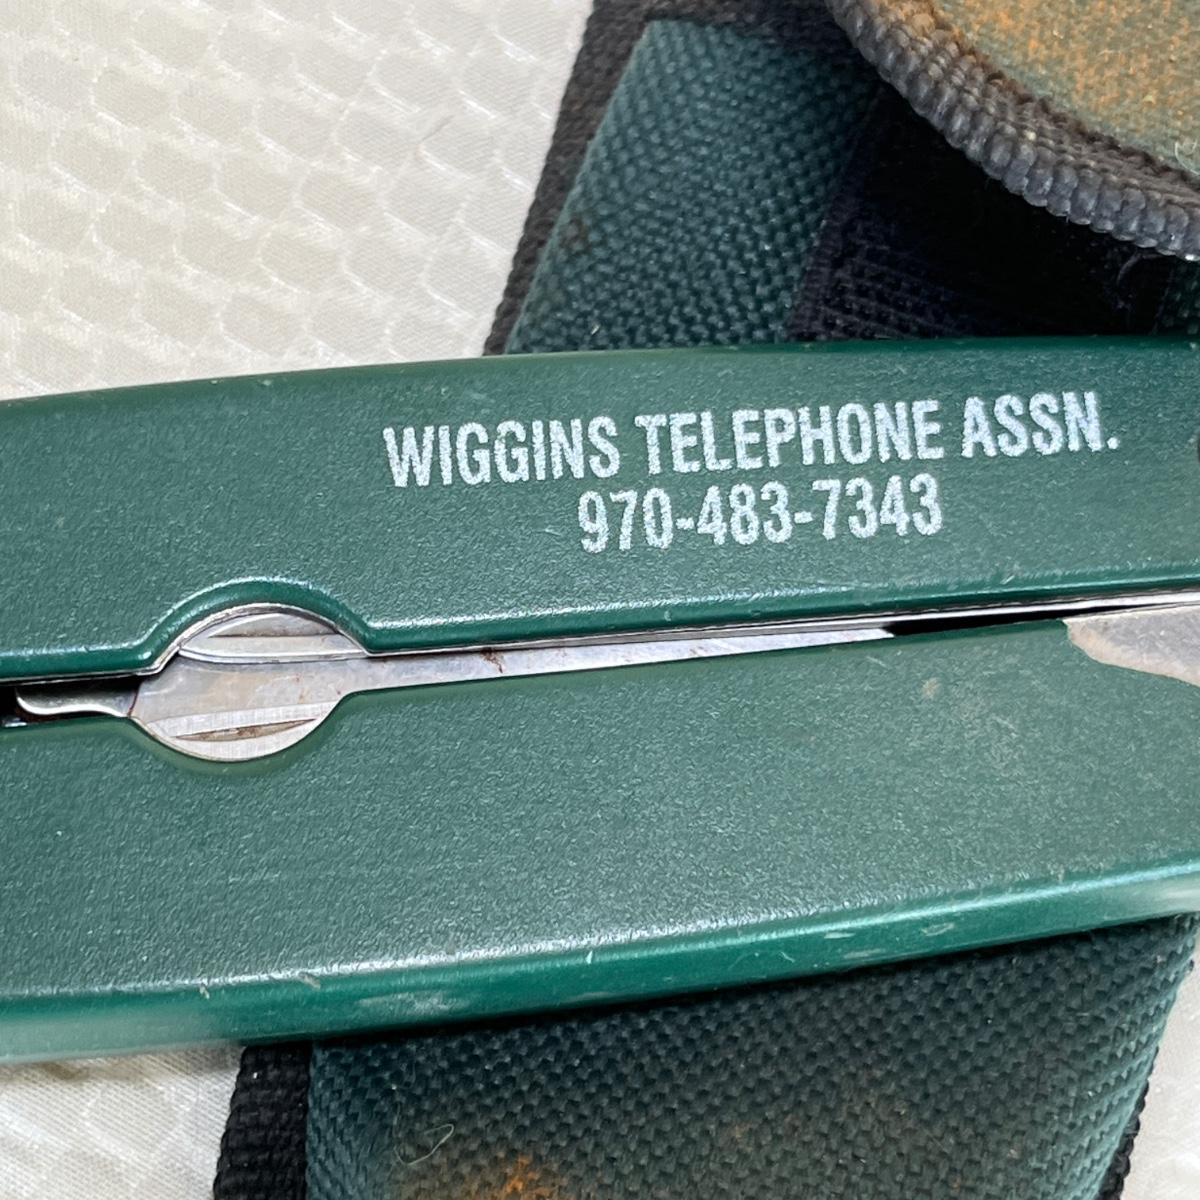 WIGGINS TELEPHONE ASSN.
970-483-7343